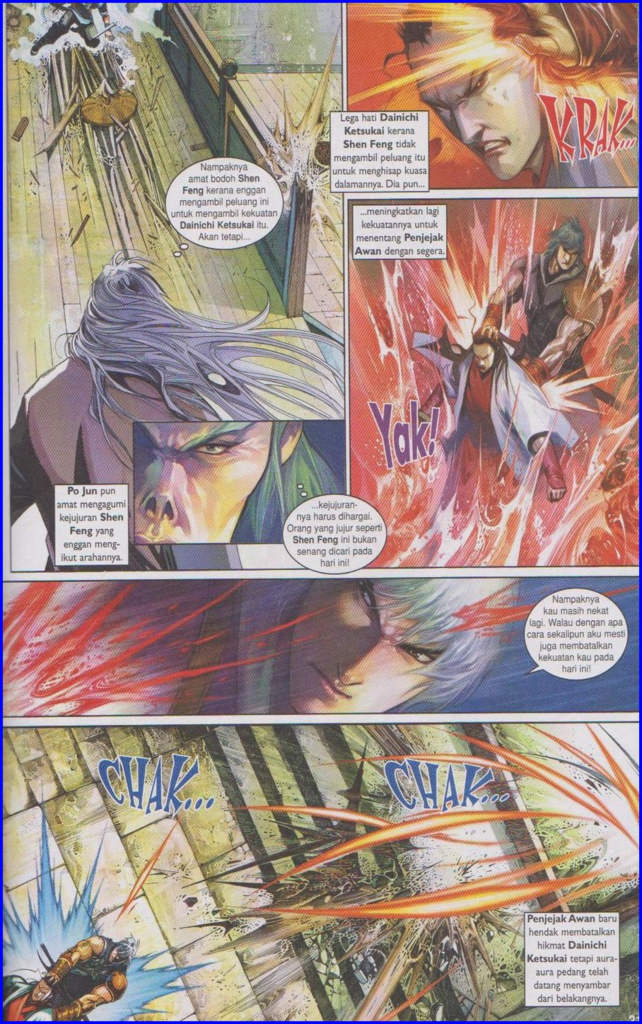 Nampaknya
amat bodoh Shen
Feng kerana enggan
mengambil peluang ini
untuk mengambil kekuatan
Dainichi Ketsukai itu.
Akan tetapi...
Po Jun pun
amat mengagumi
kejujuran Shen
Feng yang
enggan meng-
ikut arahannya.
...kejujuran-
nya harus dihargai.
Orang yang jujur seperti
Shen Feng ini bukan
senang dicari pada
hari ini!
Lega hati Dainichi
Ketsukai kerana
Shen Feng tidak
mengambil peluang itu
untuk menghisap kuasa
dalamannya. Dia pun...
KRAK...
...meningkatkan lagi
kekuatannya untuk
menentang Penjejak
Awan dengan segera.
Yak!
Nampaknya
kau masih nekat
lagi. Walau dengan apa
cara sekalipun aku mesti
juga membatalkan
kekuatan kau pada
hari ini!
CHAK...
CHAK...
Penjejak Awan baru
hendak membatalkan
hikmat Dainichi
Ketsukai tetapi aura-
aura pedang telah
datang menyambar
dari belakangnya.